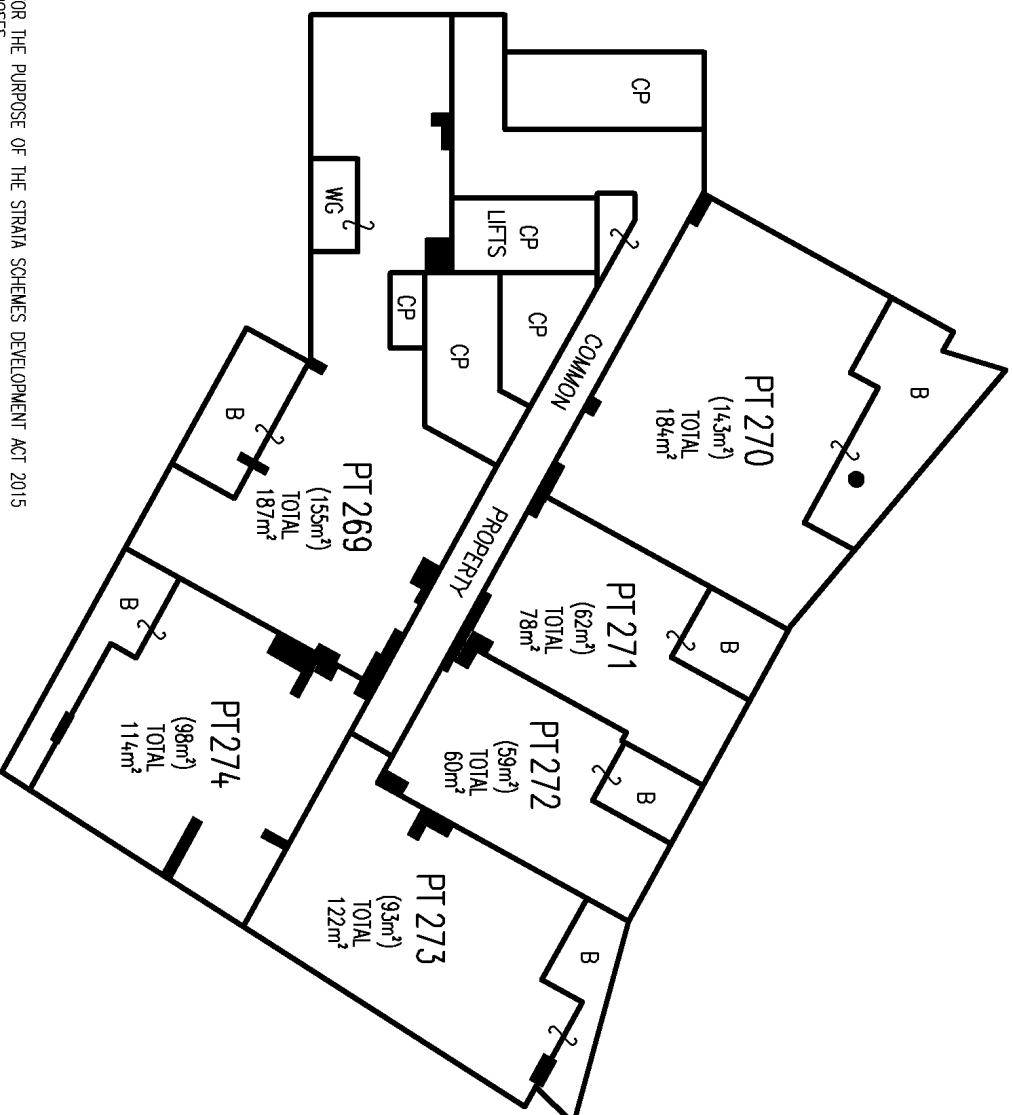 OR THE PURPOSE OF THE STRATA SCHEMES DEVELOPMENT ACT 2015
CP
B
PT 270
(143m²)
TOTAL
184m²
WG
CP
LIFTS
CP
CP
CP
COMMON
PROPERTY
B
PT 269
(155m²)
TOTAL
187m²
PT 271
(62m²)
TOTAL
78m²
B
PT 272
(59m²)
TOTAL
60m²
B
B
PT 274
(98m²)
TOTAL
114m²
PT 273
(93m²)
TOTAL
122m²
B